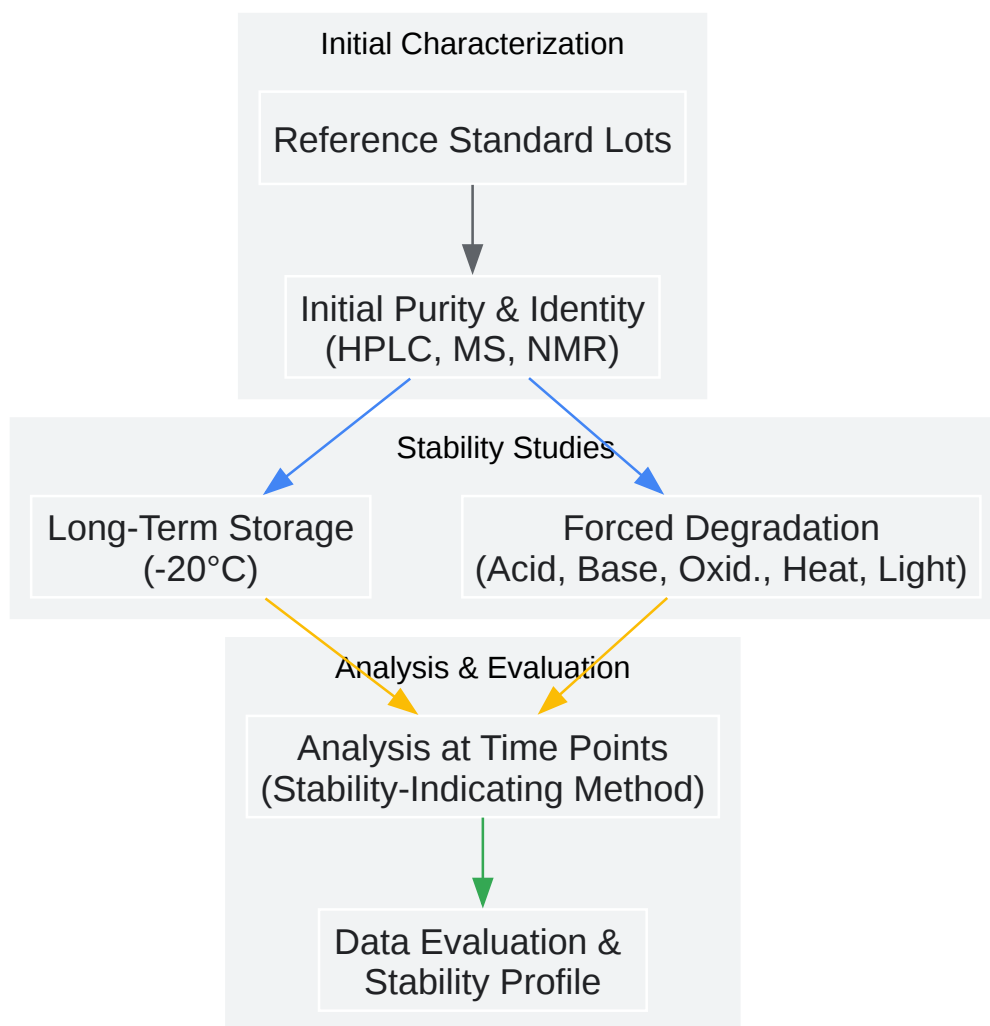 Initial Characterization
Reference Standard Lots
Initial Purity & Identity
(HPLC, MS, NMR)
Stability Studies
Long-Term Storage
(-20°C)
Forced Degradation
(Acid, Base, Oxid., Heat, Light)
Analysis & Evaluation
Analysis at Time Points
(Stability-Indicating Method)
Data Evaluation &
Stability Profile